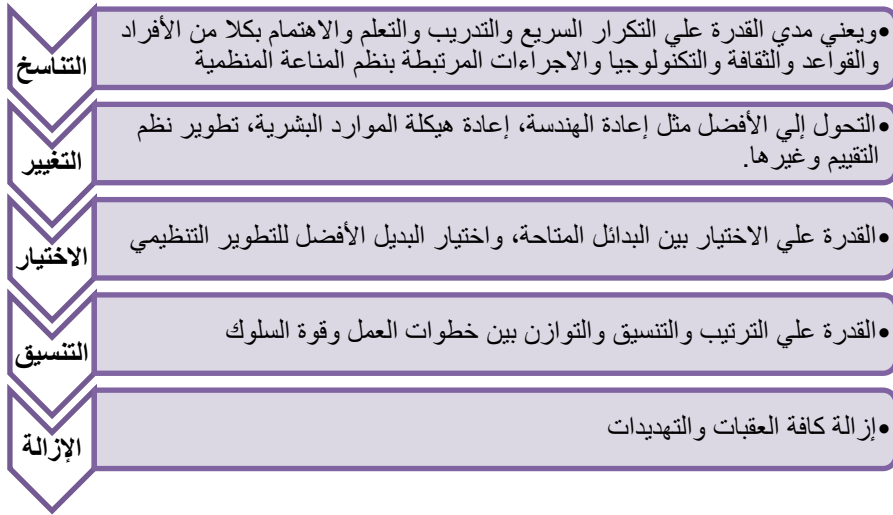 التناسخ
•ويعني مدي القدرة علي التكرار السريع والتدريب والتعلم والاهتمام بكلا من الأفراد
والقواعد والثقافة والتكنولوجيا والاجراءات المرتبطة بنظم المناعة المنظمية
التغيير
•التحول إلي الأفضل مثل إعادة الهندسة، إعادة هيكلة الموارد البشرية، تطوير نظم
التقييم وغيرها.
الاختيار
•القدرة علي الاختيار بين البدائل المتاحة، واختيار البديل الأفضل للتطوير التنظيمي
التنسيق
•القدرة علي الترتيب والتنسيق والتوازن بين خطوات العمل وقوة السلوك
الإزالة
•إزالة كافة العقبات والتهديدات